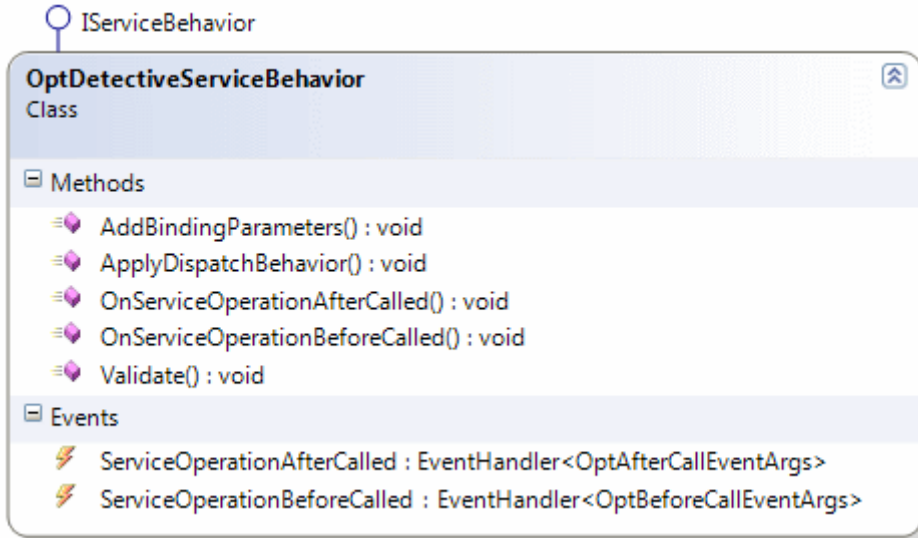 IServiceBehavior
OptDetectiveServiceBehavior
Class
Methods
AddBindingParameters() : void
ApplyDispatchBehavior() : void
OnServiceOperationAfterCalled() : void
OnServiceOperationBeforeCalled() : void
Validate() : void
Events
ServiceOperationAfterCalled : EventHandler<OptAfterCallEventArgs>
ServiceOperationBeforeCalled : EventHandler<OptBeforeCallEventArgs>